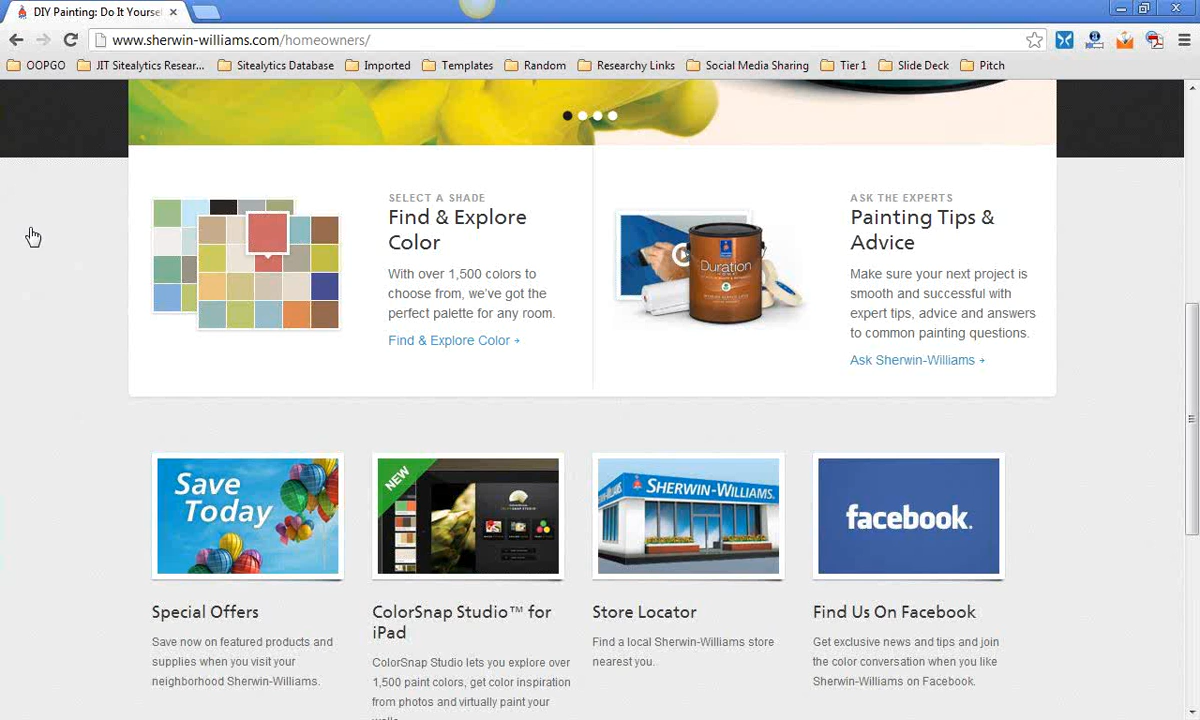 DIY Painting: Do It Yourse
www.sherwin-williams.com/homeowners/
OOPGO
JIT Sitealytics Resear...
Sitealytics Database
Imported
Templates
Random
Researchy Links
Social Media Sharing
Tier 1
Slide Deck
Pitch
SELECT A SHADE
Find & Explore
Color
With over 1,500 colors to
choose from, we've got the
perfect palette for any room.
Find & Explore Color
ASK THE EXPERTS
Painting Tips &
Advice
Make sure your next project is
smooth and successful with
expert tips, advice and answers
to common painting questions.
Ask Sherwin-Williams
Duration
Save
Today
NEW
SHERWIN-WILLIAMS.
facebook.
Special Offers
Save now on featured products and
supplies when you visit your
neighborhood Sherwin-Williams.
ColorSnap Studio™ for
iPad
ColorSnap Studio lets you explore over
1,500 paint colors, get color inspiration
from photos and virtually paint your
Store Locator
Find a local Sherwin-Williams store
nearest you.
Find Us On Facebook
Get exclusive news and tips and join
the color conversation when you like
Sherwin-Williams on Facebook.